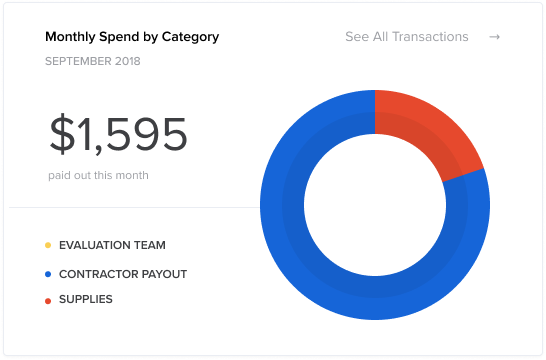 Monthly Spend by Category
See All Transactions →
SEPTEMBER 2018
$1,595
paid out this month
EVALUATION TEAM
CONTRACTOR PAYOUT
SUPPLIES